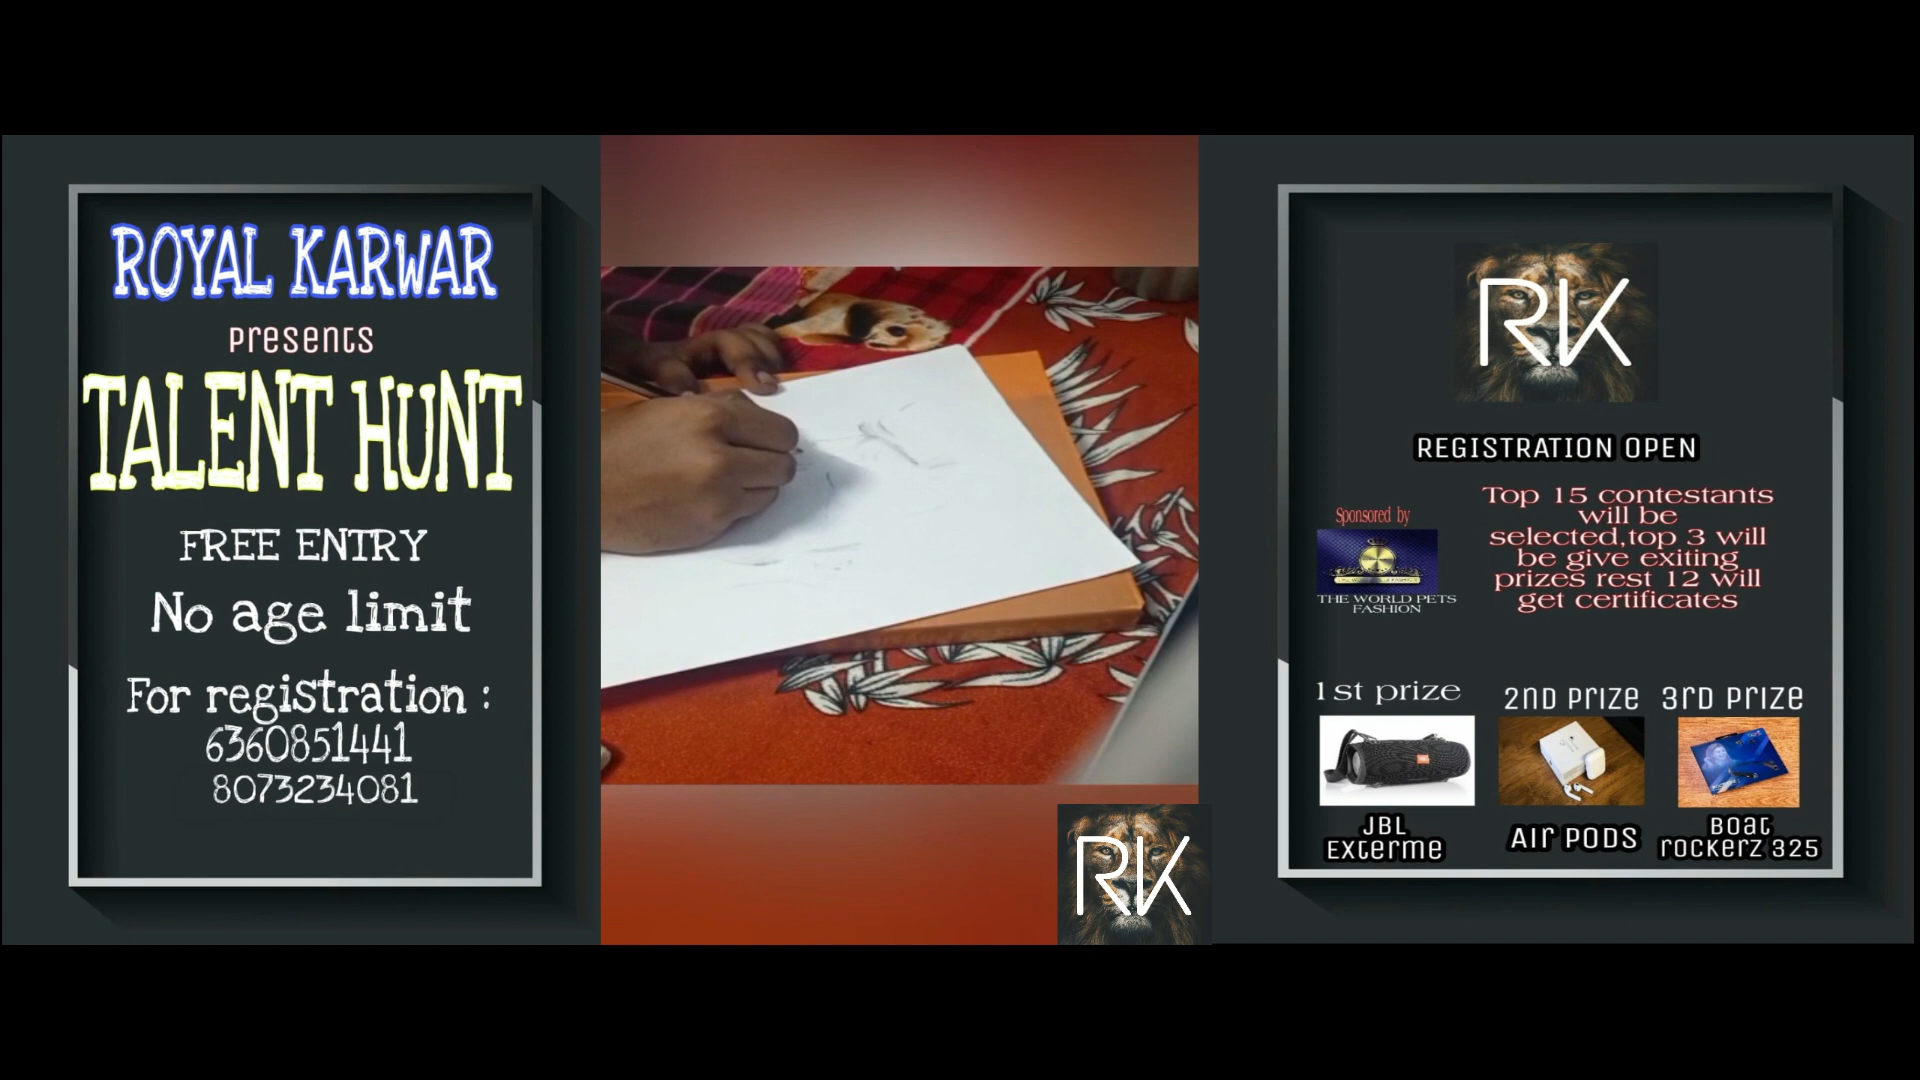 ROYAL KARWAR
Presents
TALENT HUNT
FREE ENTRY
No age limit
For registration :
6360851441
8073234081
RK
RK
REGISTRATION OPEN
Top 15 contestants
will be
selected,top 3 will
be give exiting
prizes rest 12 will
get certificates
Sponsored by
THE WORLD PETS
FASHION
1st prize
2nd prize
3rd prize
JBL
Exterme
Air pods
Boat
rockerz 325